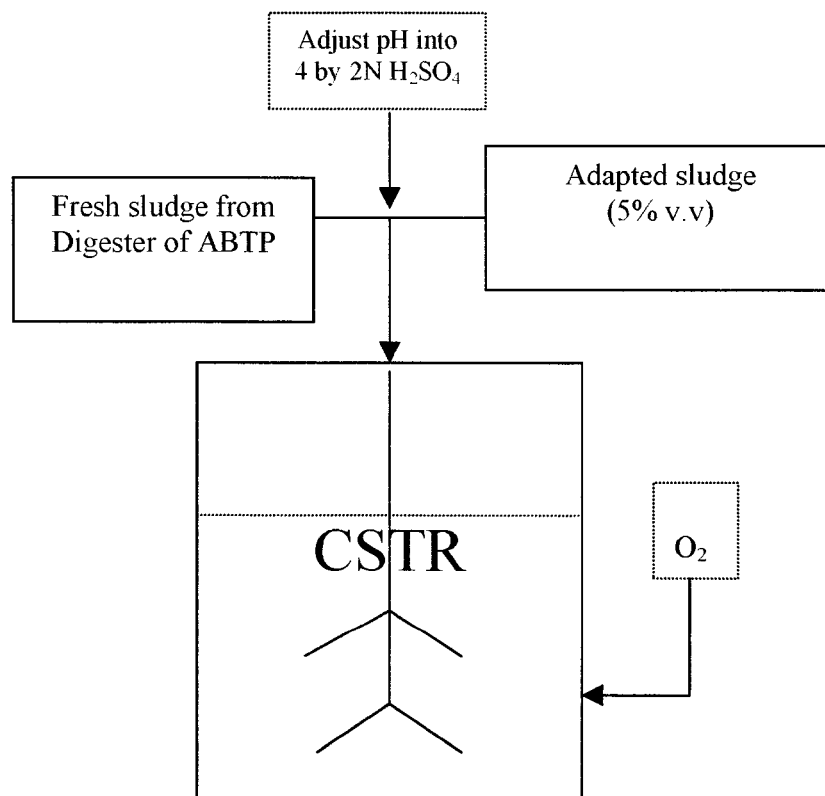 Adjust pH into
4 by 2N H₂SO₄
Fresh sludge from
Digester of ABTP
Adapted sludge
(5% v.v)
CSTR
O₂